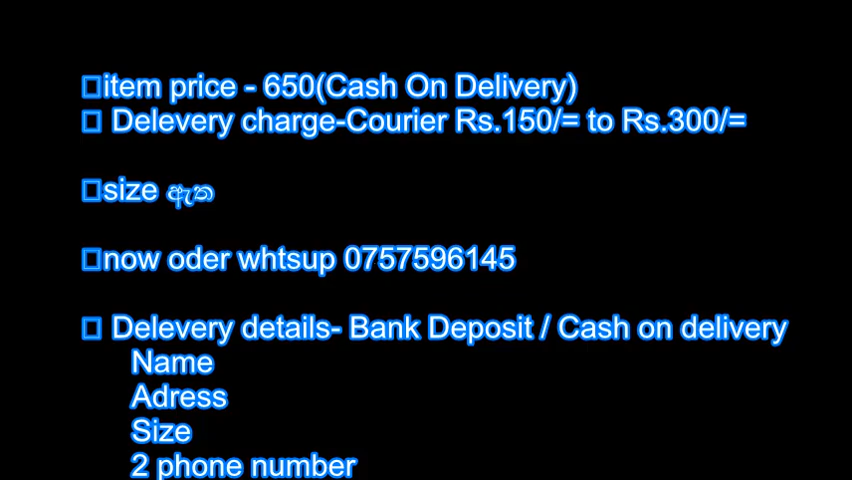 item price - 650(Cash On Delivery)
Delevery charge-Courier Rs.150/= to Rs.300/=
size ඇත
now oder whtsup 0757596145
Delevery details- Bank Deposit / Cash on delivery
Name
Adress
Size
2 phone number